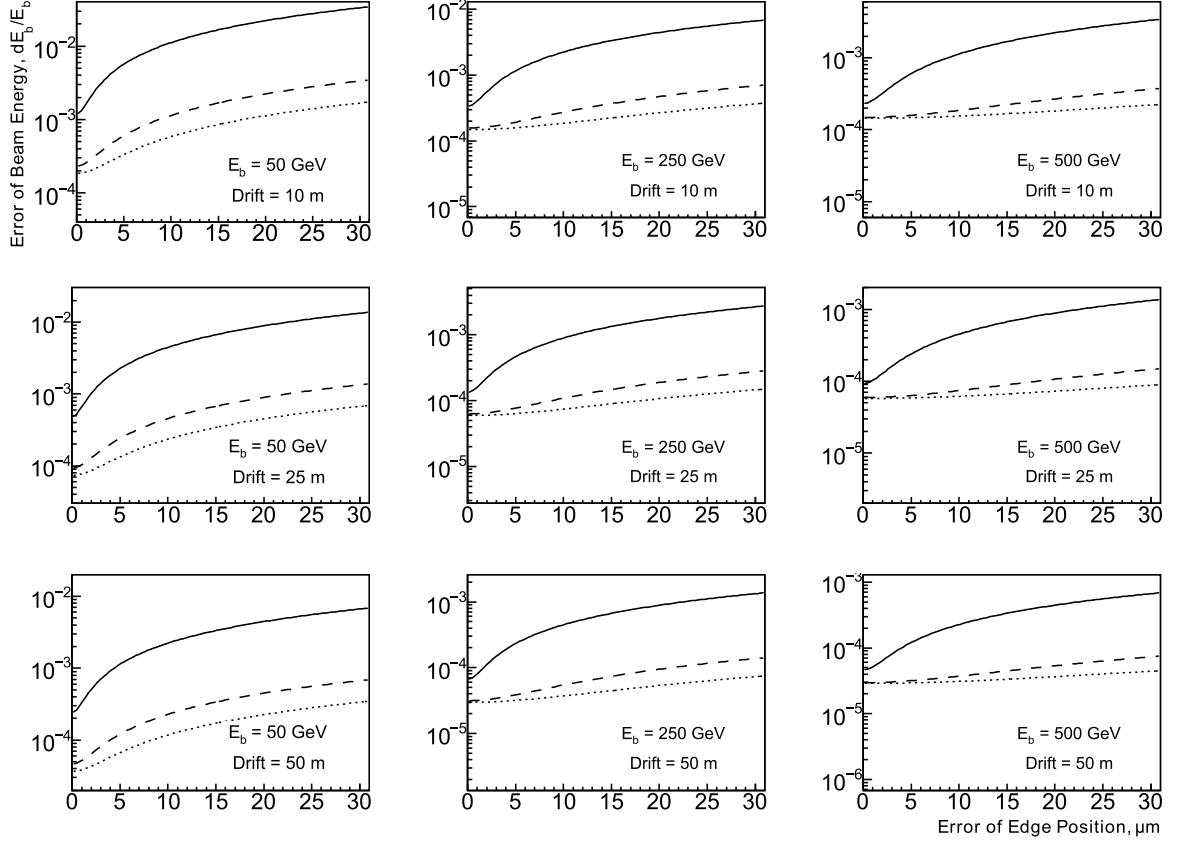 Error of Beam Energy, dE_b/E_b
10^−2
10^−3
10^−4
E_b = 50 GeV
Drift = 10 m
0 5 10 15 20 25 30
10^−2
10^−3
10^−4
10^−5
E_b = 250 GeV
Drift = 10 m
0 5 10 15 20 25 30
10^−3
10^−4
10^−5
E_b = 500 GeV
Drift = 10 m
0 5 10 15 20 25 30
10^−2
10^−3
10^−4
E_b = 50 GeV
Drift = 25 m
0 5 10 15 20 25 30
10^−3
10^−4
10^−5
E_b = 250 GeV
Drift = 25 m
0 5 10 15 20 25 30
10^−3
10^−4
10^−5
E_b = 500 GeV
Drift = 25 m
0 5 10 15 20 25 30
10^−2
10^−3
10^−4
E_b = 50 GeV
Drift = 50 m
0 5 10 15 20 25 30
10^−3
10^−4
10^−5
E_b = 250 GeV
Drift = 50 m
0 5 10 15 20 25 30
10^−3
10^−4
10^−5
10^−6
E_b = 500 GeV
Drift = 50 m
0 5 10 15 20 25 30
Error of Edge Position, μm